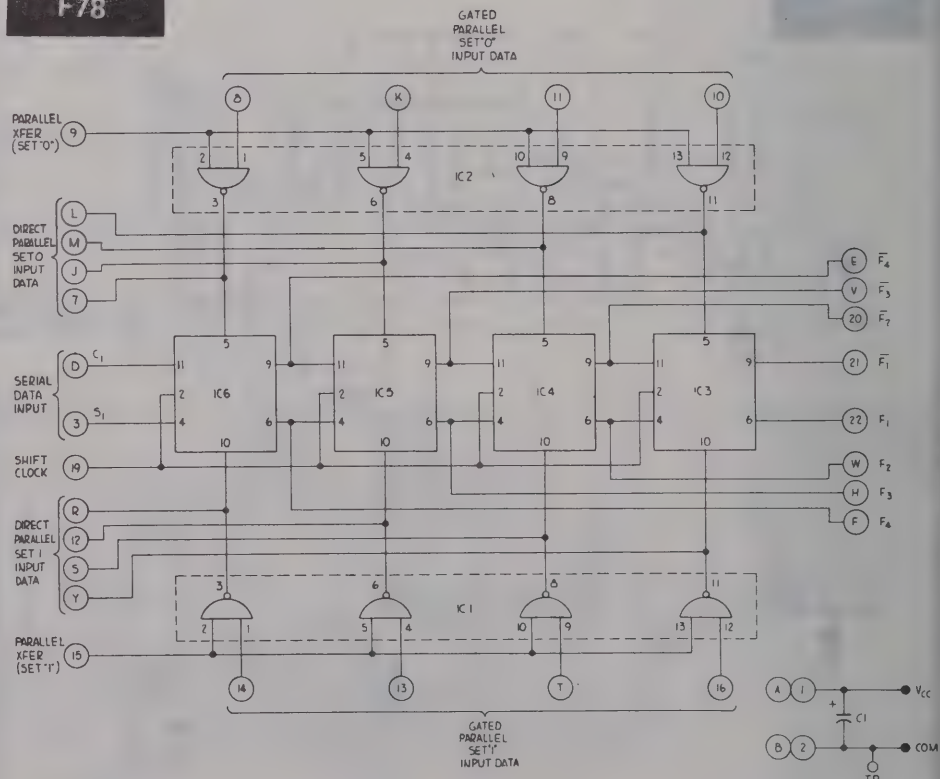 F78
GATED
PARALLEL
SET"O"
INPUT DATA
8 K 11 10
PARALLEL
XFER
(SET "O")
9
2 1 5 4 10 9 13 12
IC2
3 6 8 11
DIRECT
PARALLEL
SET O
INPUT
DATA
L
M
J
7
E F̄4
V F̄3
20 F̄2
21 F̄1
22 F1
W F2
H F3
F F4
5 5 5 5
SERIAL
DATA
INPUT
D C1
3 S1
11 9 11 9 11 9 11 9
2 IC6 2 IC5 2 IC4 2 IC3
4 6 4 6 4 6 4 6
10 10 10 10
SHIFT
CLOCK
19
DIRECT
PARALLEL
SET 1
INPUT
DATA
R
12
S
Y
3 6 8 11
IC1
2 1 5 4 10 9 13 12
PARALLEL
XFER
(SET "1")
15
14 13 T 16
GATED
PARALLEL
SET"1"
INPUT DATA
A 1 VCC
+ C1
B 2 COM
TP